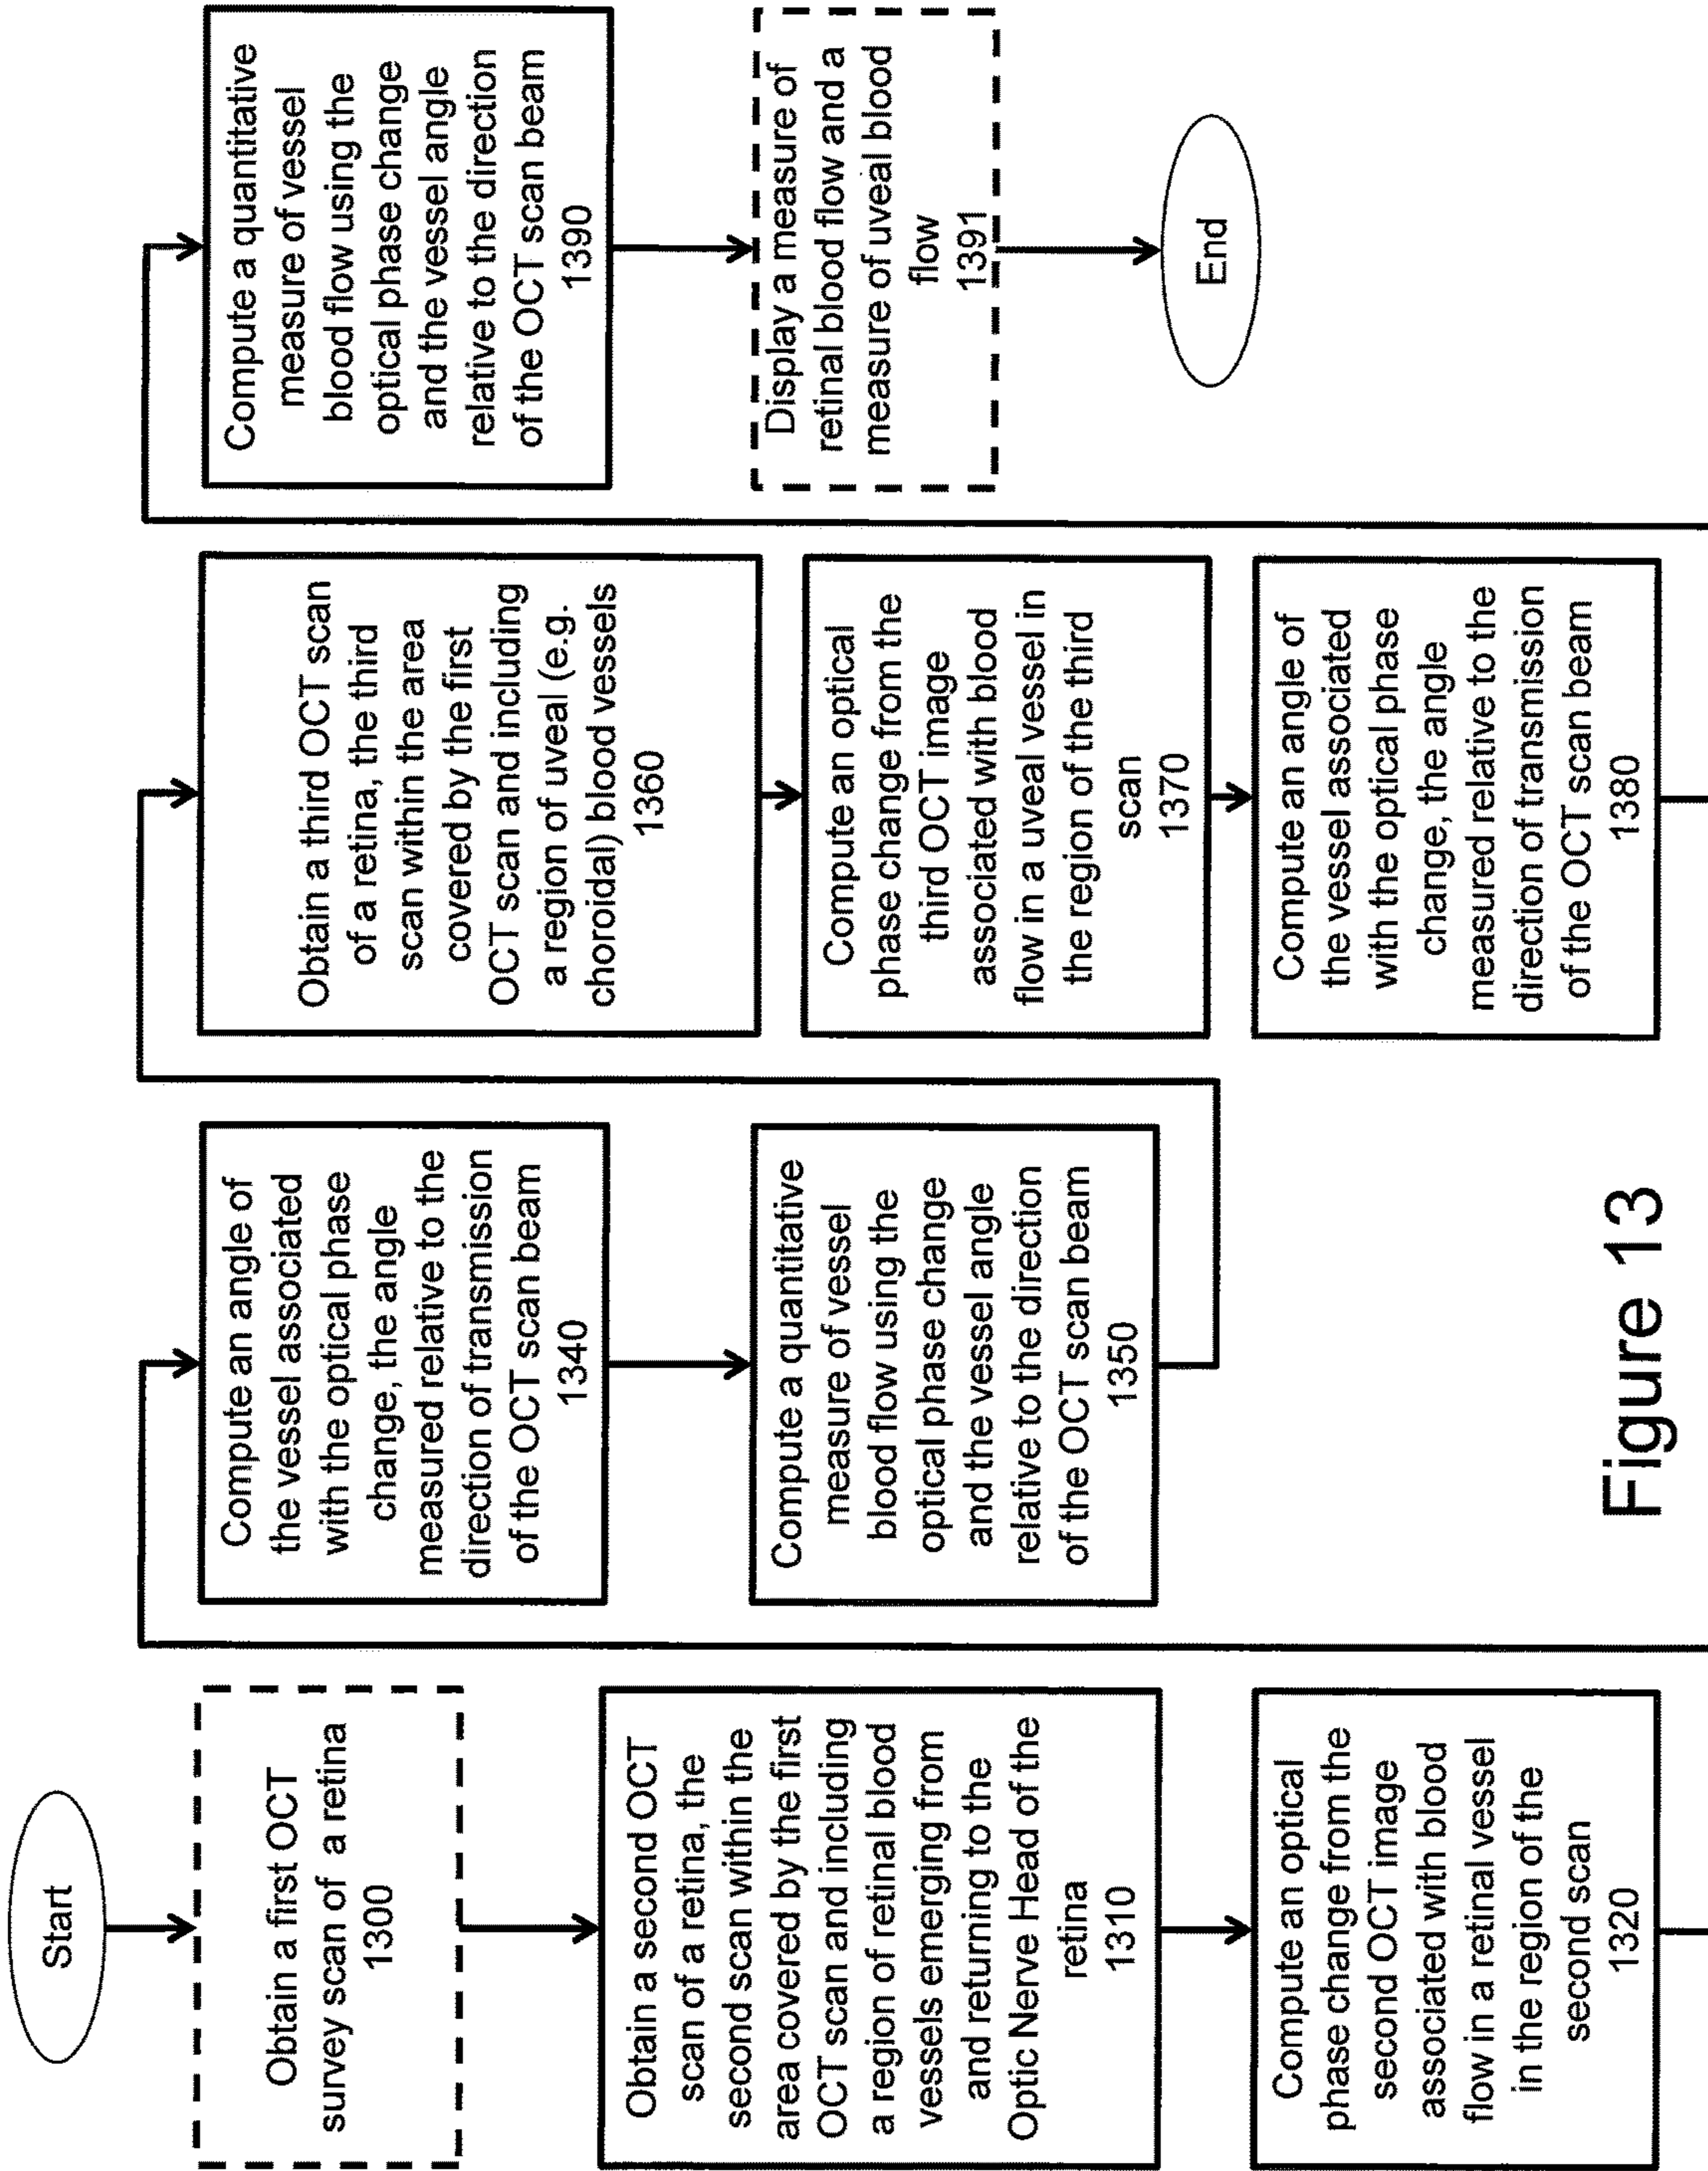 Start
Obtain a first OCT
survey scan of a retina
1300
Obtain a second OCT
scan of a retina, the
second scan within the
area covered by the first
OCT scan and including
a region of retinal blood
vessels emerging from
and returning to the
Optic Nerve Head of the
retina
1310
Compute an optical
phase change from the
second OCT image
associated with blood
flow in a retinal vessel
in the region of the
second scan
1320
Compute an angle of
the vessel associated
with the optical phase
change, the angle
measured relative to the
direction of transmission
of the OCT scan beam
1340
Compute a quantitative
measure of vessel
blood flow using the
optical phase change
and the vessel angle
relative to the direction
of the OCT scan beam
1350
Obtain a third OCT scan
of a retina, the third
scan within the area
covered by the first
OCT scan and including
a region of uveal (e.g.
choroidal) blood vessels
1360
Compute an optical
phase change from the
third OCT image
associated with blood
flow in a uveal vessel in
the region of the third
scan
1370
Compute an angle of
the vessel associated
with the optical phase
change, the angle
measured relative to the
direction of transmission
of the OCT scan beam
1380
Compute a quantitative
measure of vessel
blood flow using the
optical phase change
and the vessel angle
relative to the direction
of the OCT scan beam
1390
Display a measure of
retinal blood flow and a
measure of uveal blood
flow
1391
End
Figure 13